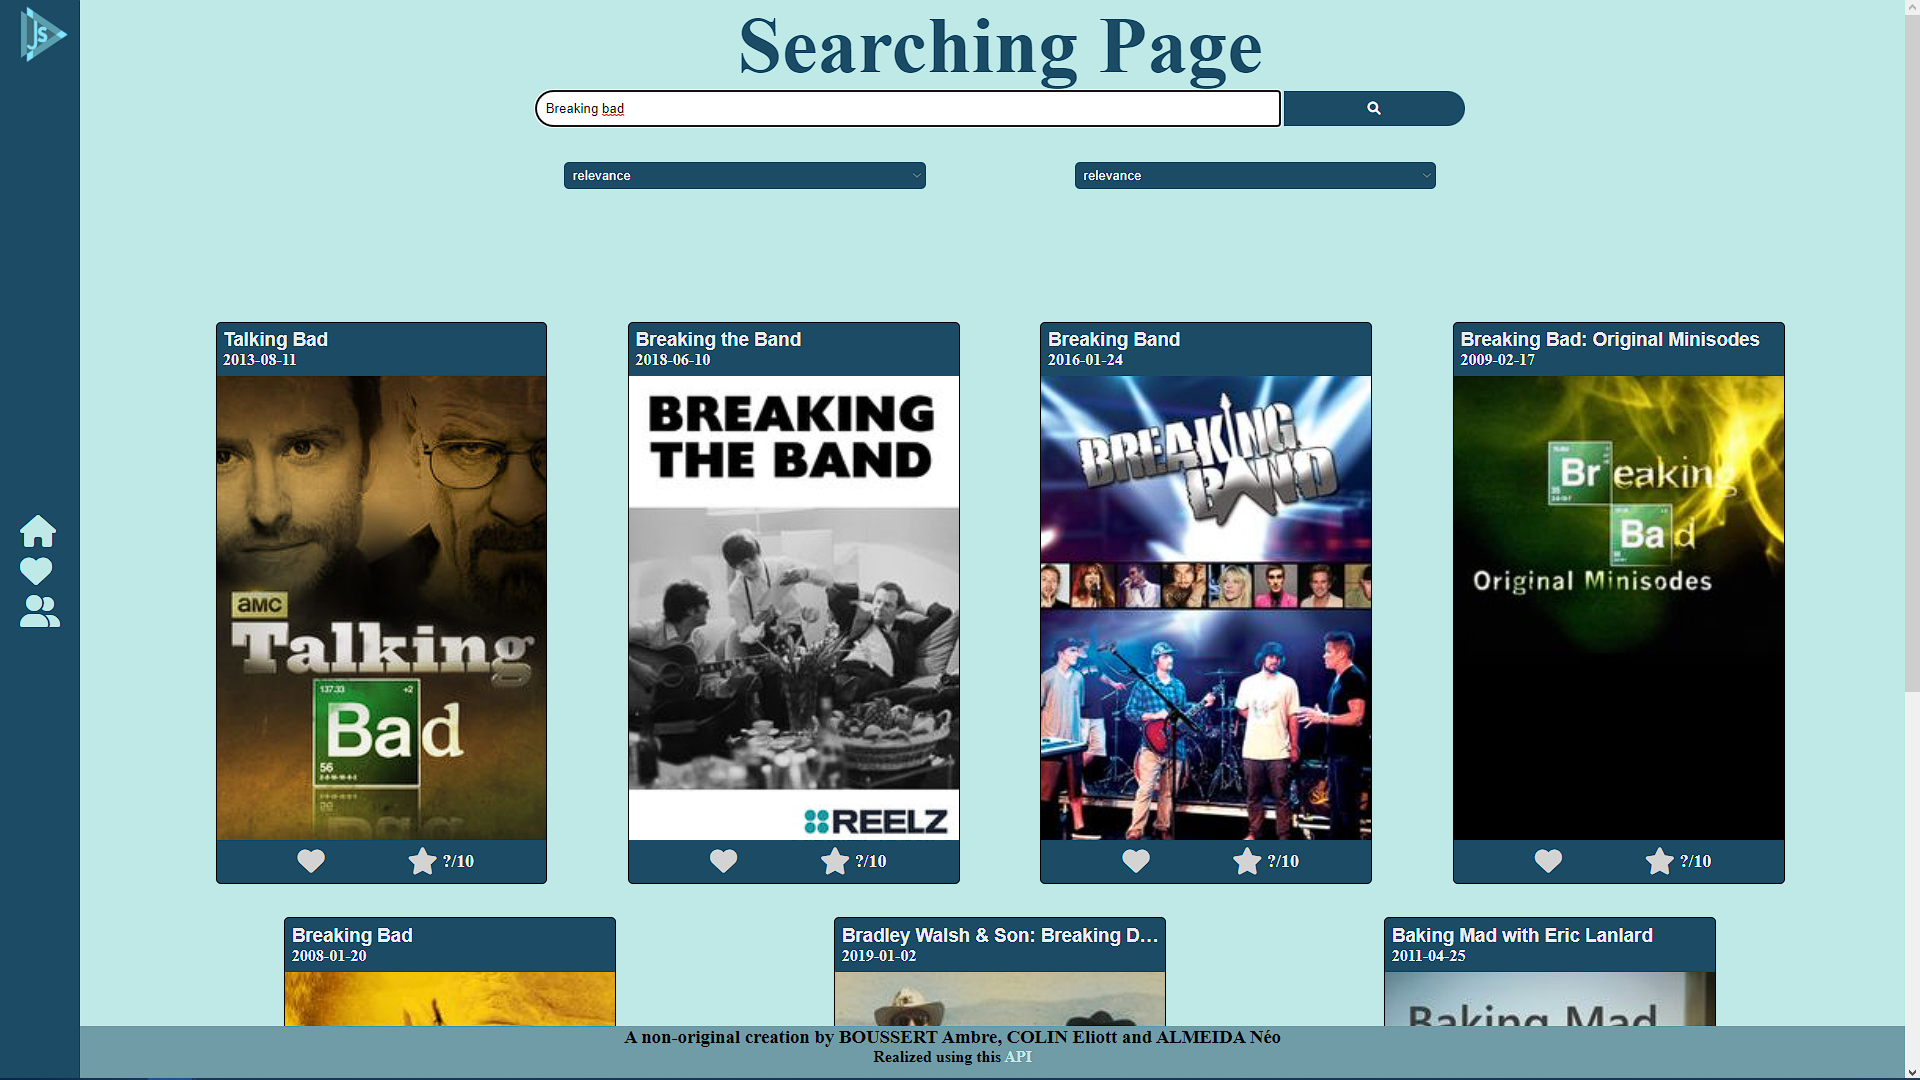 JS
Searching Page
Breaking bad
relevance
relevance
Talking Bad
2013-08-11
Breaking the Band
2018-06-10
Breaking Band
2016-01-24
Breaking Bad: Original Minisodes
2009-02-17
aMC
Talking
137.33 +2
Bad
56
BREAKING
THE BAND
REELZ
BREAKING
BAND
Breaking
Bad
Original Minisodes
?/10
?/10
?/10
?/10
Breaking Bad
2008-01-20
Bradley Walsh & Son: Breaking D...
2019-01-02
Baking Mad with Eric Lanlard
2011-04-25
Baking Mad
A non-original creation by BOUSSERT Ambre, COLIN Eliott and ALMEIDA Néo
Realized using this API